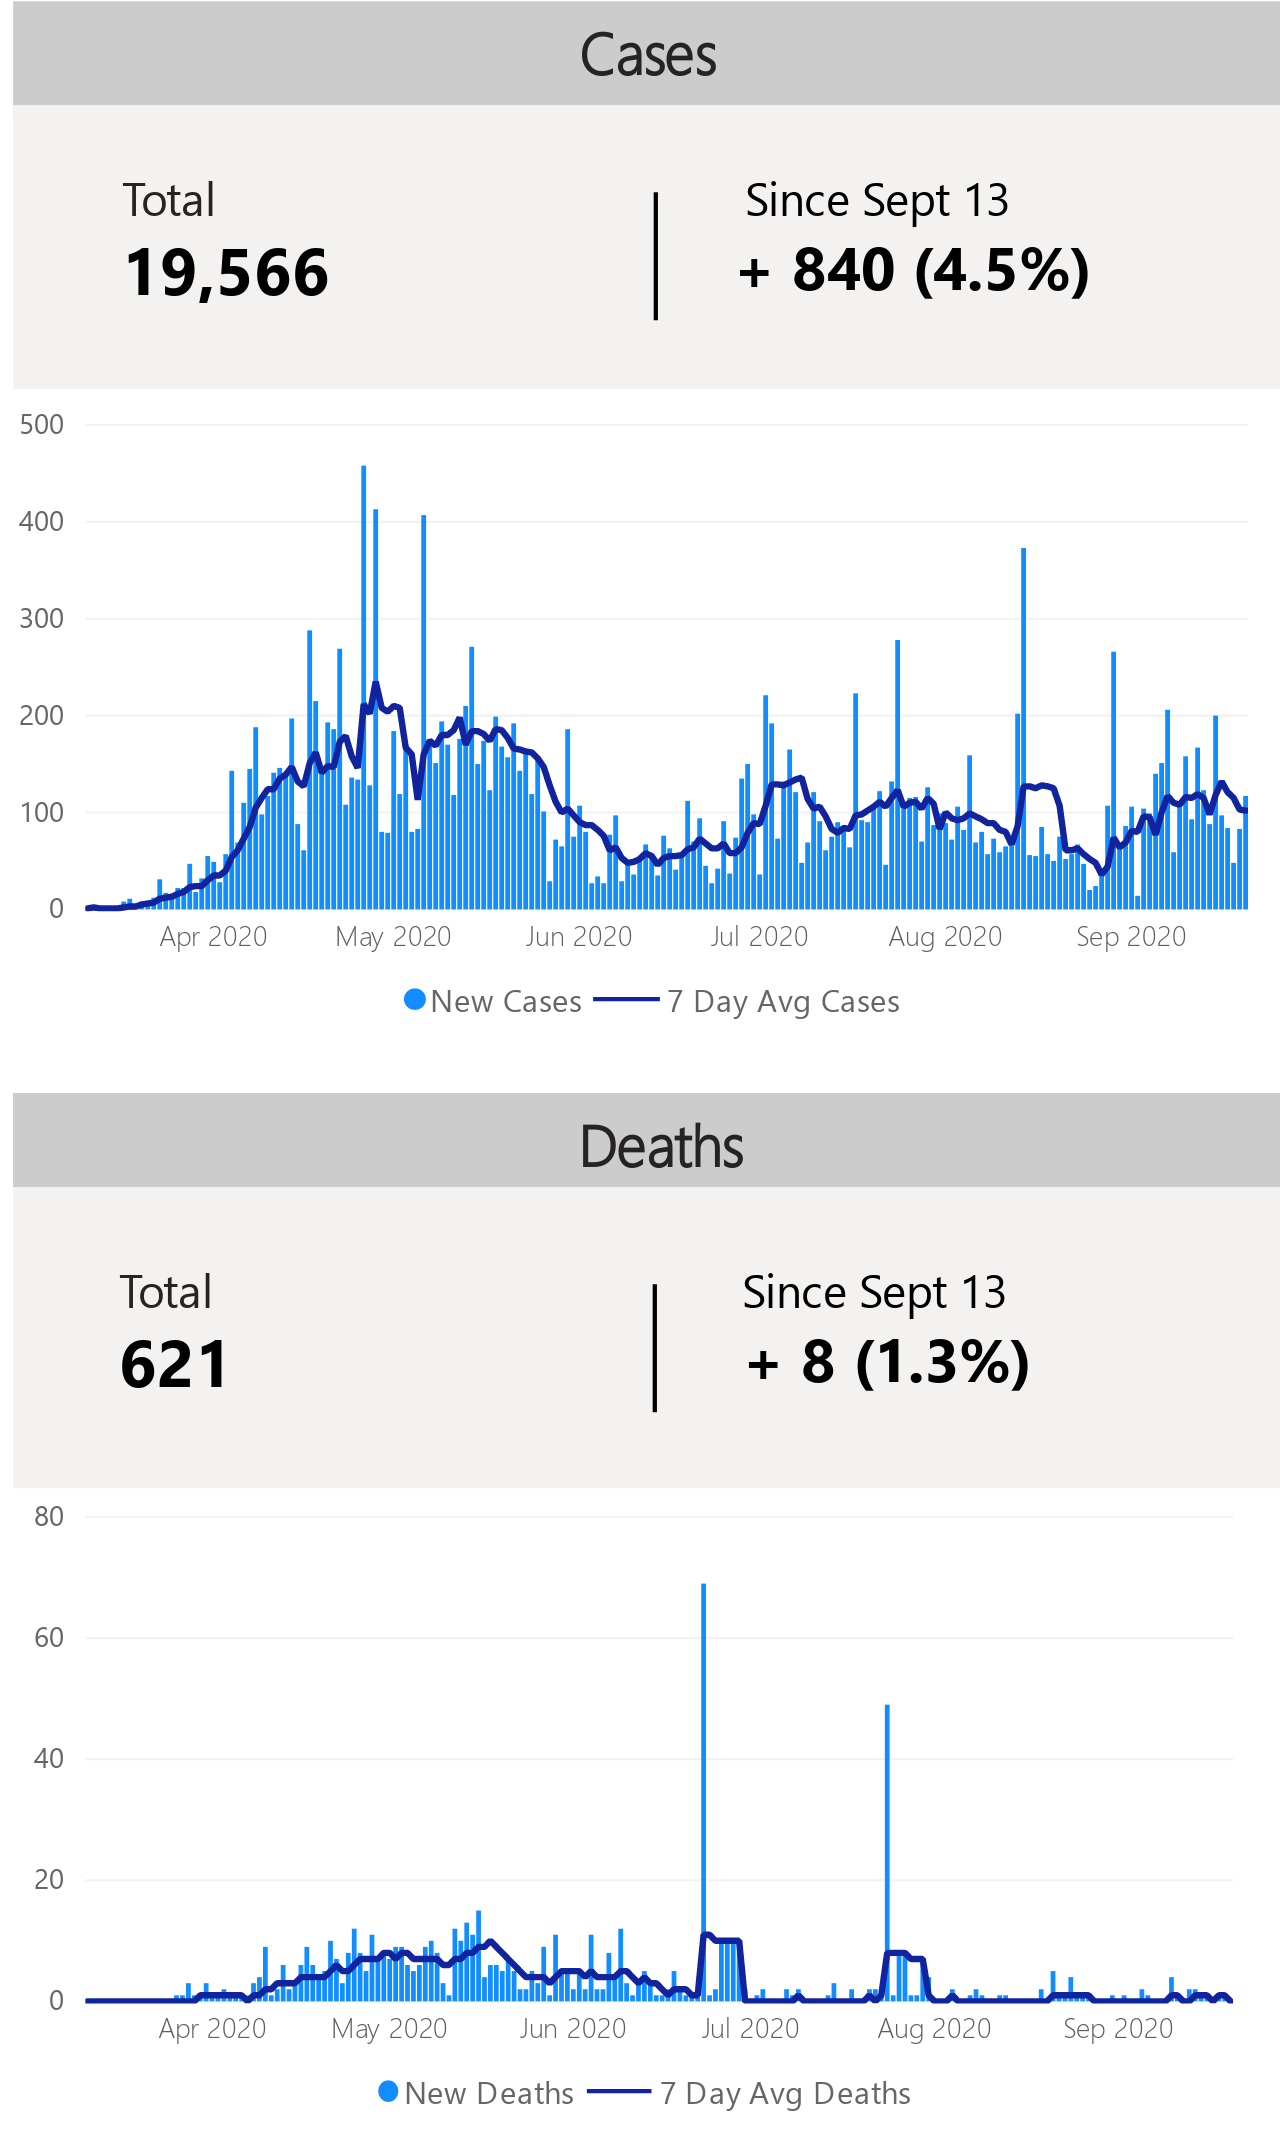 Cases
Total
Since Sept 13
19,566
+ 840 (4.5%)
500
400
300
200
100
0
Apr 2020 May 2020 Jun 2020 Jul 2020 Aug 2020 Sep 2020
New Cases 7 Day Avg Cases
Deaths
Total
Since Sept 13
621
+ 8 (1.3%)
80
60
40
20
0
Apr 2020 May 2020 Jun 2020 Jul 2020 Aug 2020 Sep 2020
New Deaths 7 Day Avg Deaths